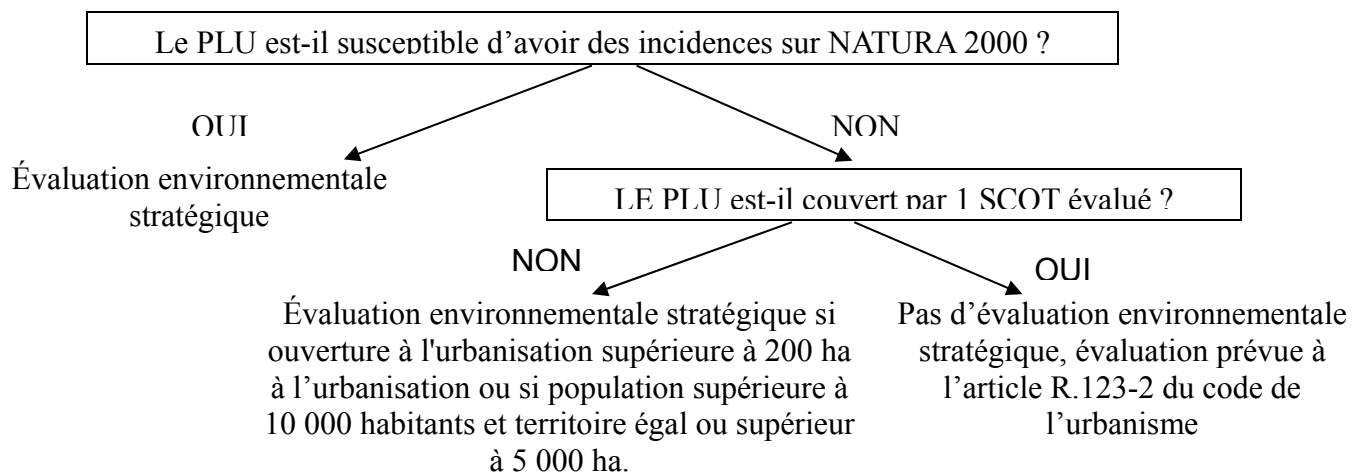 Le PLU est-il susceptible d’avoir des incidences sur NATURA 2000 ?
OUI
NON
Évaluation environnementale
stratégique
LE PLU est-il couvert par 1 SCOT évalué ?
NON
OUI
Évaluation environnementale stratégique si
ouverture à l'urbanisation supérieure à 200 ha
à l’urbanisation ou si population supérieure à
10 000 habitants et territoire égal ou supérieur
à 5 000 ha.
Pas d’évaluation environnementale
stratégique, évaluation prévue à
l’article R.123-2 du code de
l’urbanisme